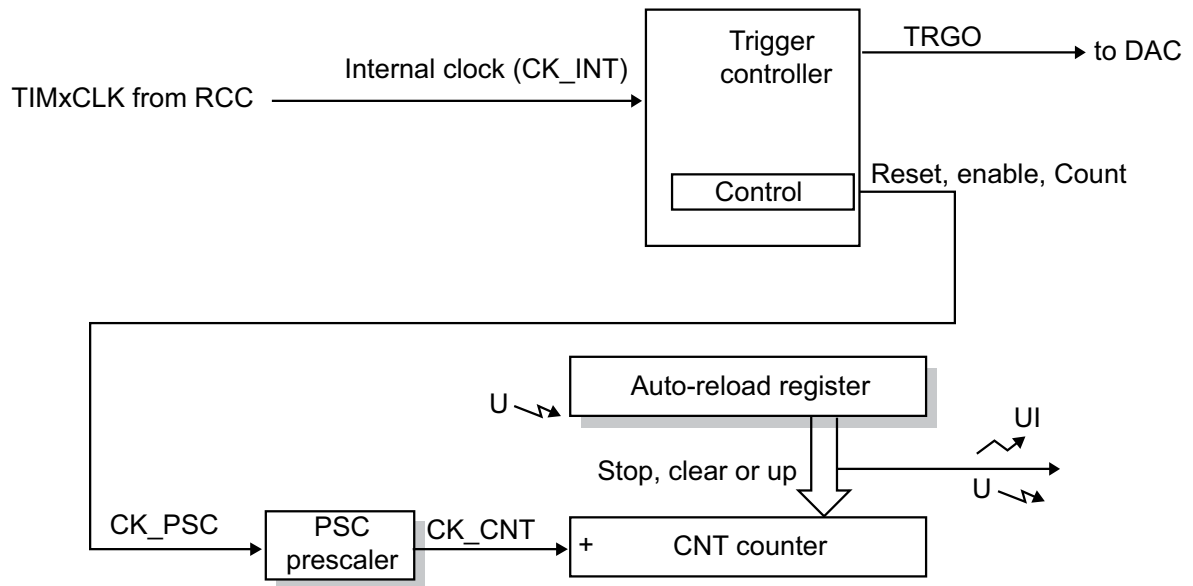 Trigger
controller
TRGO
to DAC
Internal clock (CK_INT)
TIMxCLK from RCC
Reset, enable, Count
Control
Auto-reload register
U
UI
Stop, clear or up
U
CK_PSC
PSC
prescaler
CK_CNT
+
CNT counter